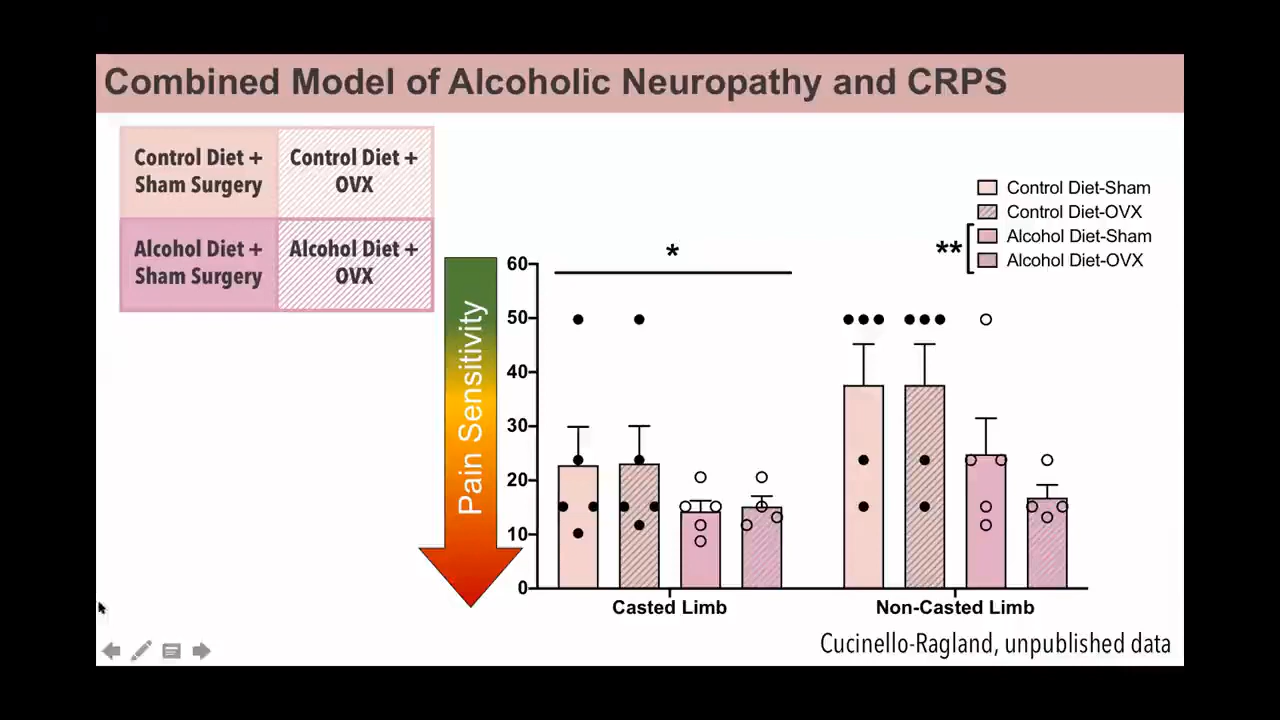 Combined Model of Alcoholic Neuropathy and CRPS
Control Diet +
Sham Surgery
Control Diet +
OVX
Alcohol Diet +
Sham Surgery
Alcohol Diet +
OVX
Pain Sensitivity
Control Diet-Sham
Control Diet-OVX
**
Alcohol Diet-Sham
Alcohol Diet-OVX
*
60
50
40
30
20
10
0
Casted Limb
Non-Casted Limb
Cucinello-Ragland, unpublished data